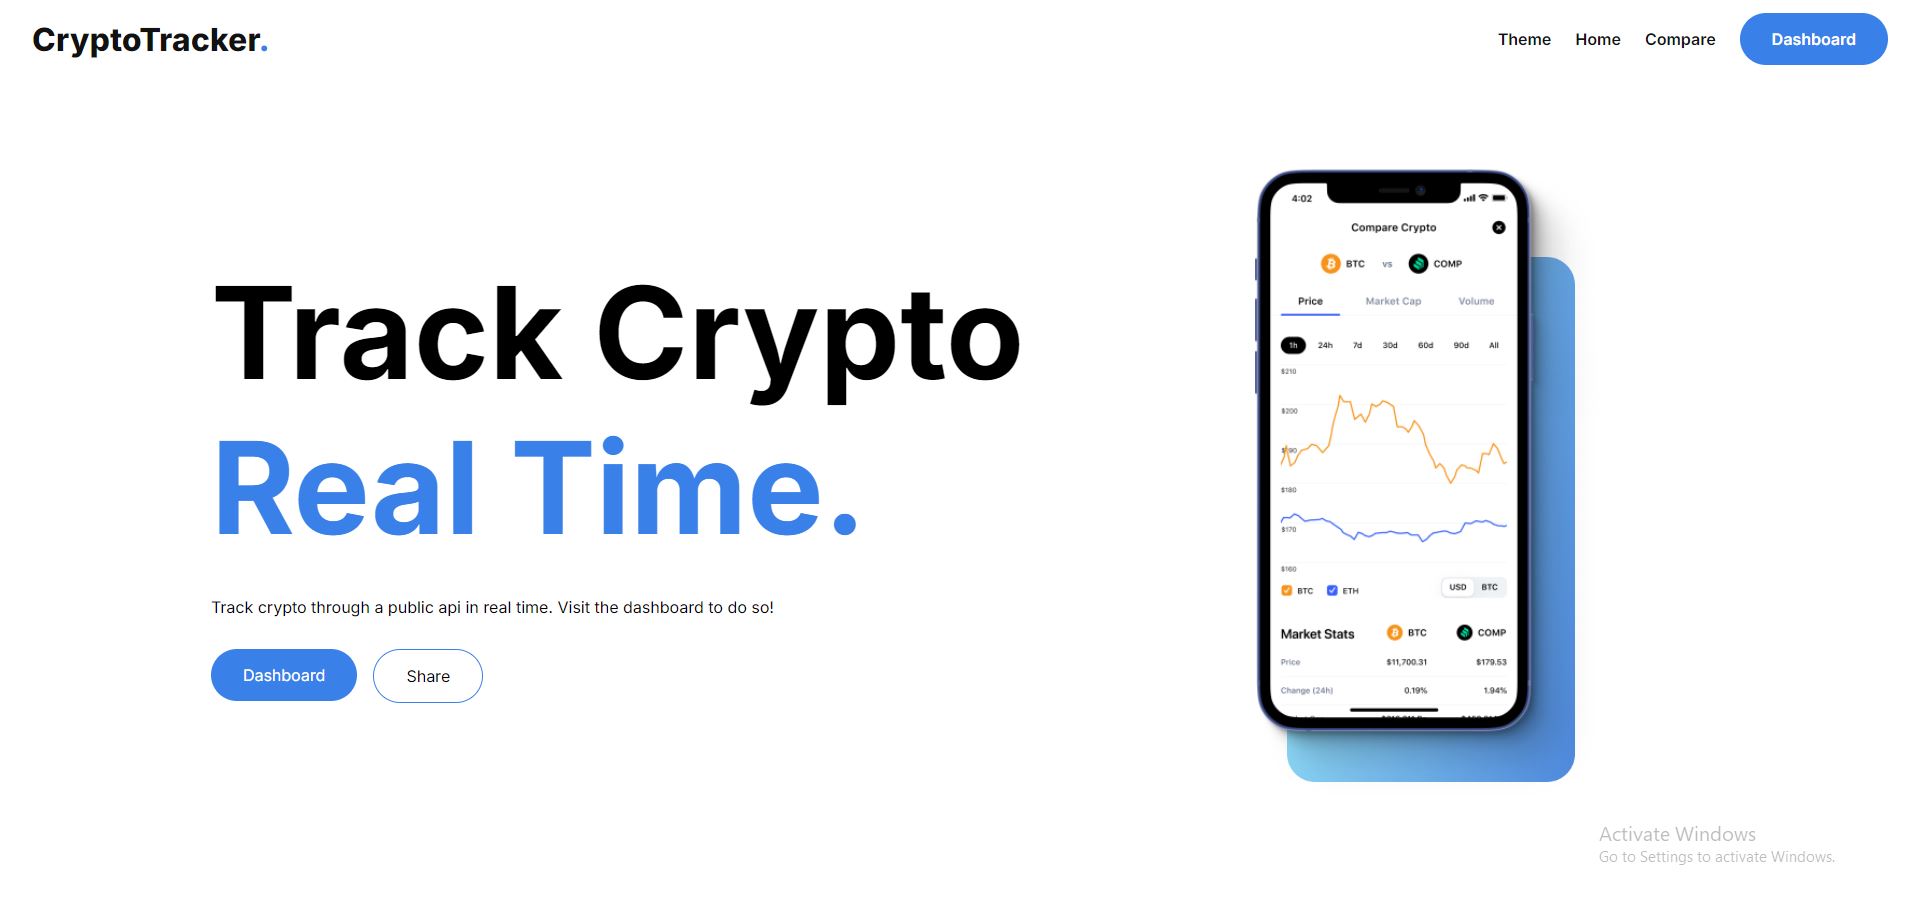 CryptoTracker.
Theme Home Compare Dashboard
Track Crypto
Real Time.
Track crypto through a public api in real time. Visit the dashboard to do so!
Dashboard Share
4:02
Compare Crypto
BTC vs COMP
Price Market Cap Volume
1h 24h 7d 30d 60d 90d All
$210
$200
$190
$180
$170
$160
BTC ETH USD BTC
Market Stats BTC COMP
Price $11,700.31 $179.53
Change (24h) 0.19% 1.94%
Activate Windows
Go to Settings to activate Windows.